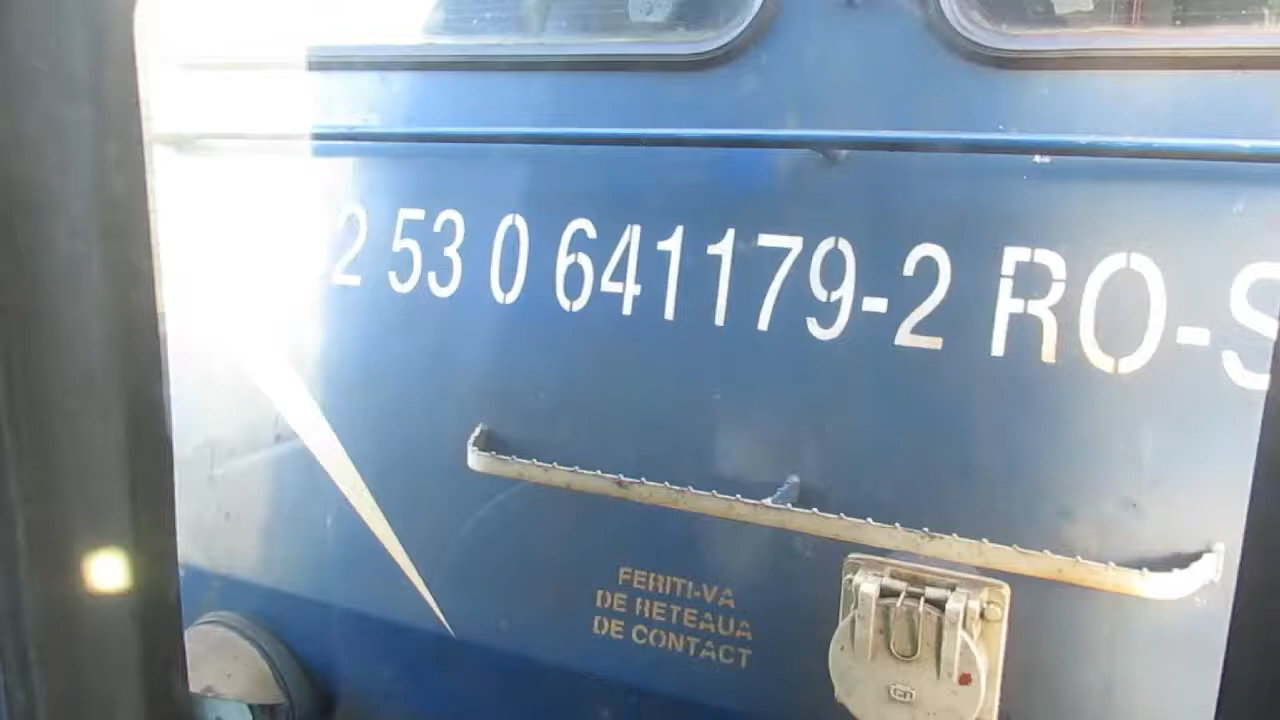 2 53 0 641179-2 RO-S
FERITI-VA
DE RETEAUA
DE CONTACT